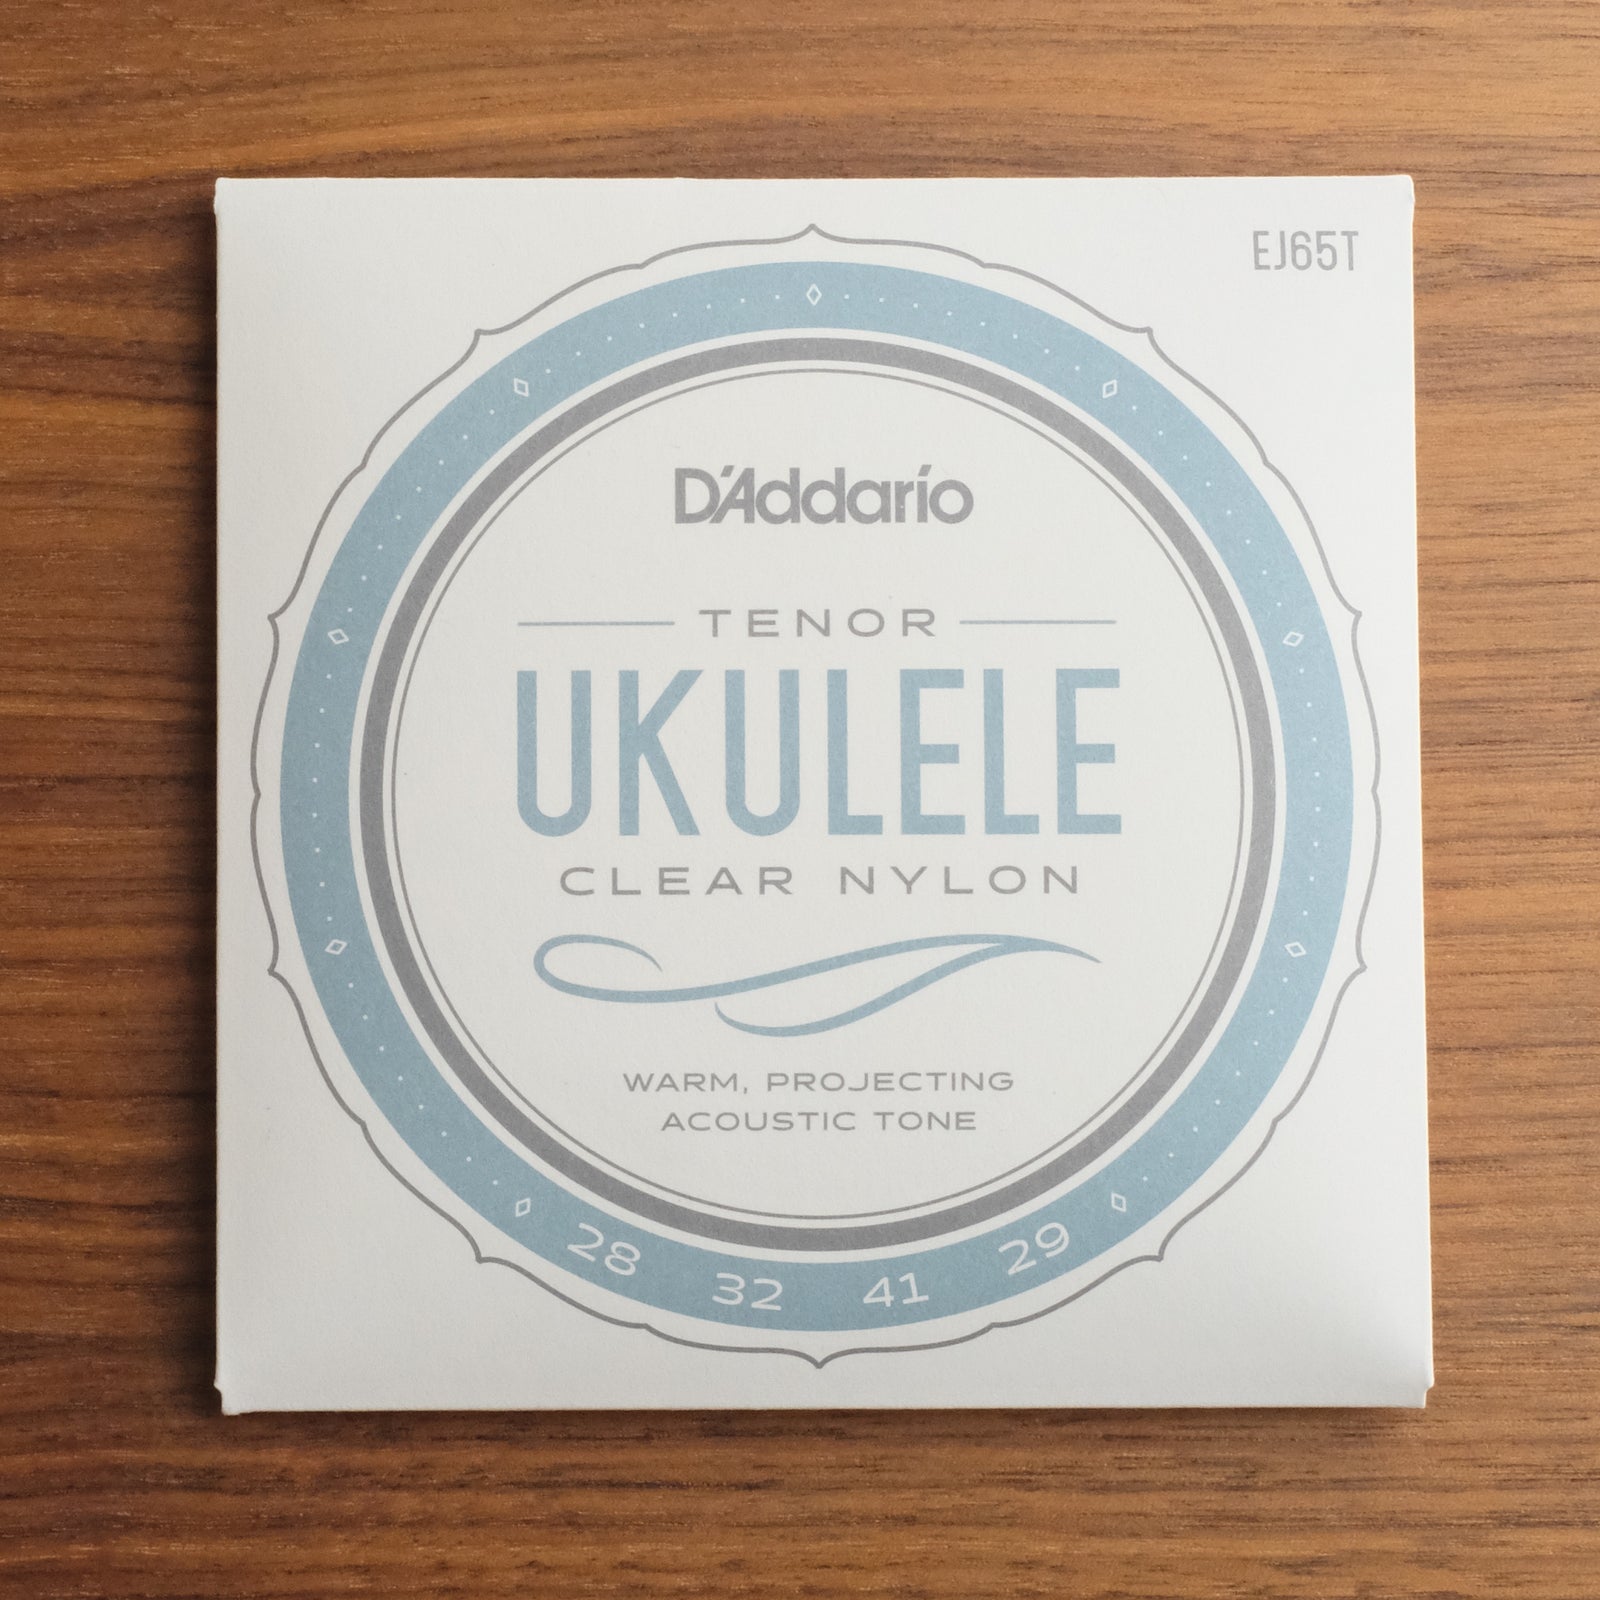 EJ65T
D'Addario
TENOR
UKULELE
CLEAR NYLON
WARM, PROJECTING
ACOUSTIC TONE
28 32 41 29